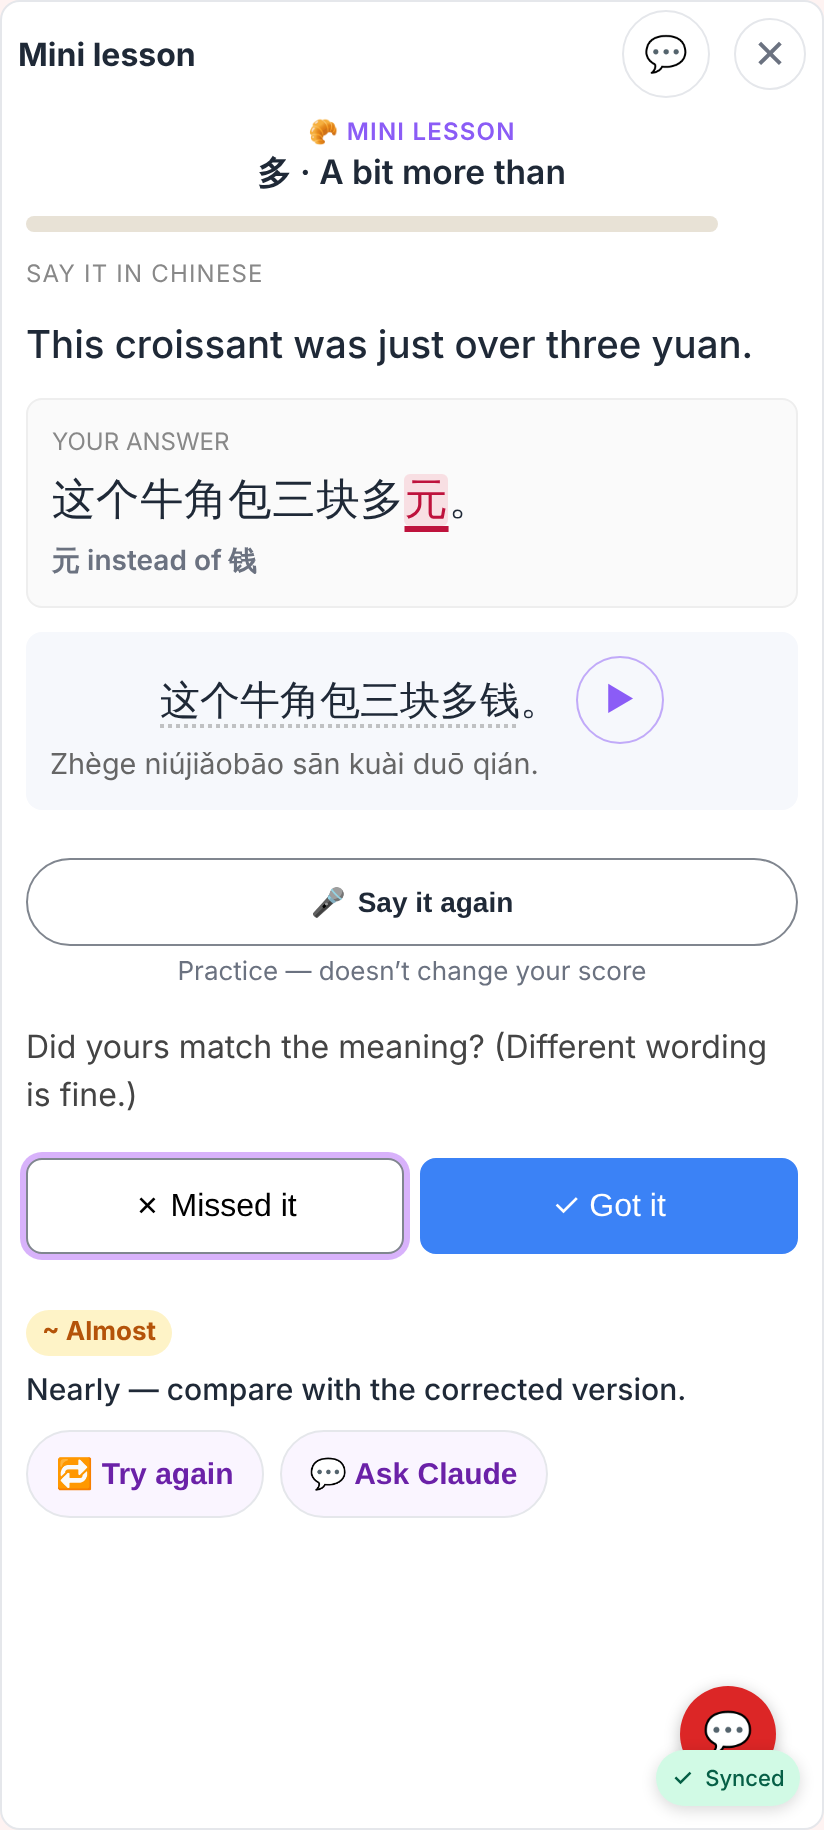 Mini lesson
💬 ✕
🥐 MINI LESSON
多 · A bit more than
SAY IT IN CHINESE
This croissant was just over three yuan.
YOUR ANSWER
这个牛角包三块多元。
元 instead of 钱
这个牛角包三块多钱。
Zhège niújiǎobāo sān kuài duō qián.
🎤 Say it again
Practice — doesn’t change your score
Did yours match the meaning? (Different wording
is fine.)
✕ Missed it
✓ Got it
~ Almost
Nearly — compare with the corrected version.
🔁 Try again
💬 Ask Claude
✓ Synced